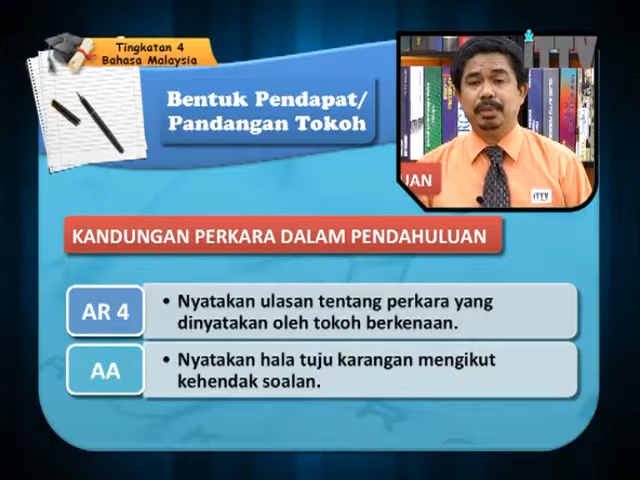 Tingkatan 4
Bahasa Malaysia
Bentuk Pendapat/
Pandangan Tokoh
UAN
KANDUNGAN PERKARA DALAM PENDAHULUAN
AR 4
• Nyatakan ulasan tentang perkara yang
dinyatakan oleh tokoh berkenaan.
AA
• Nyatakan hala tuju karangan mengikut
kehendak soalan.